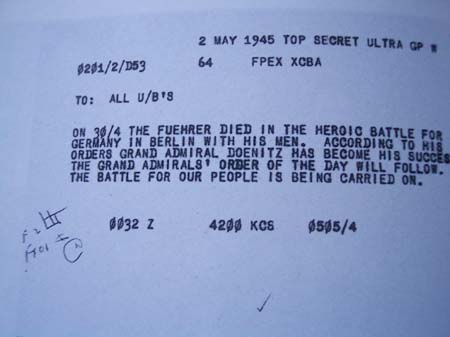 2 MAY 1945 TOP SECRET ULTRA GP W
0201/2/D53 64 FPEX XCBA
TO: ALL U/B'S
ON 30/4 THE FUEHRER DIED IN THE HEROIC BATTLE FOR
GERMANY IN BERLIN WITH HIS MEN. ACCORDING TO HIS
ORDERS GRAND ADMIRAL DOENITZ HAS BECOME HIS SUCCES
THE GRAND ADMIRALS' ORDER OF THE DAY WILL FOLLOW.
THE BATTLE FOR OUR PEOPLE IS BEING CARRIED ON.
0032 Z 4200 KCS 0505/4